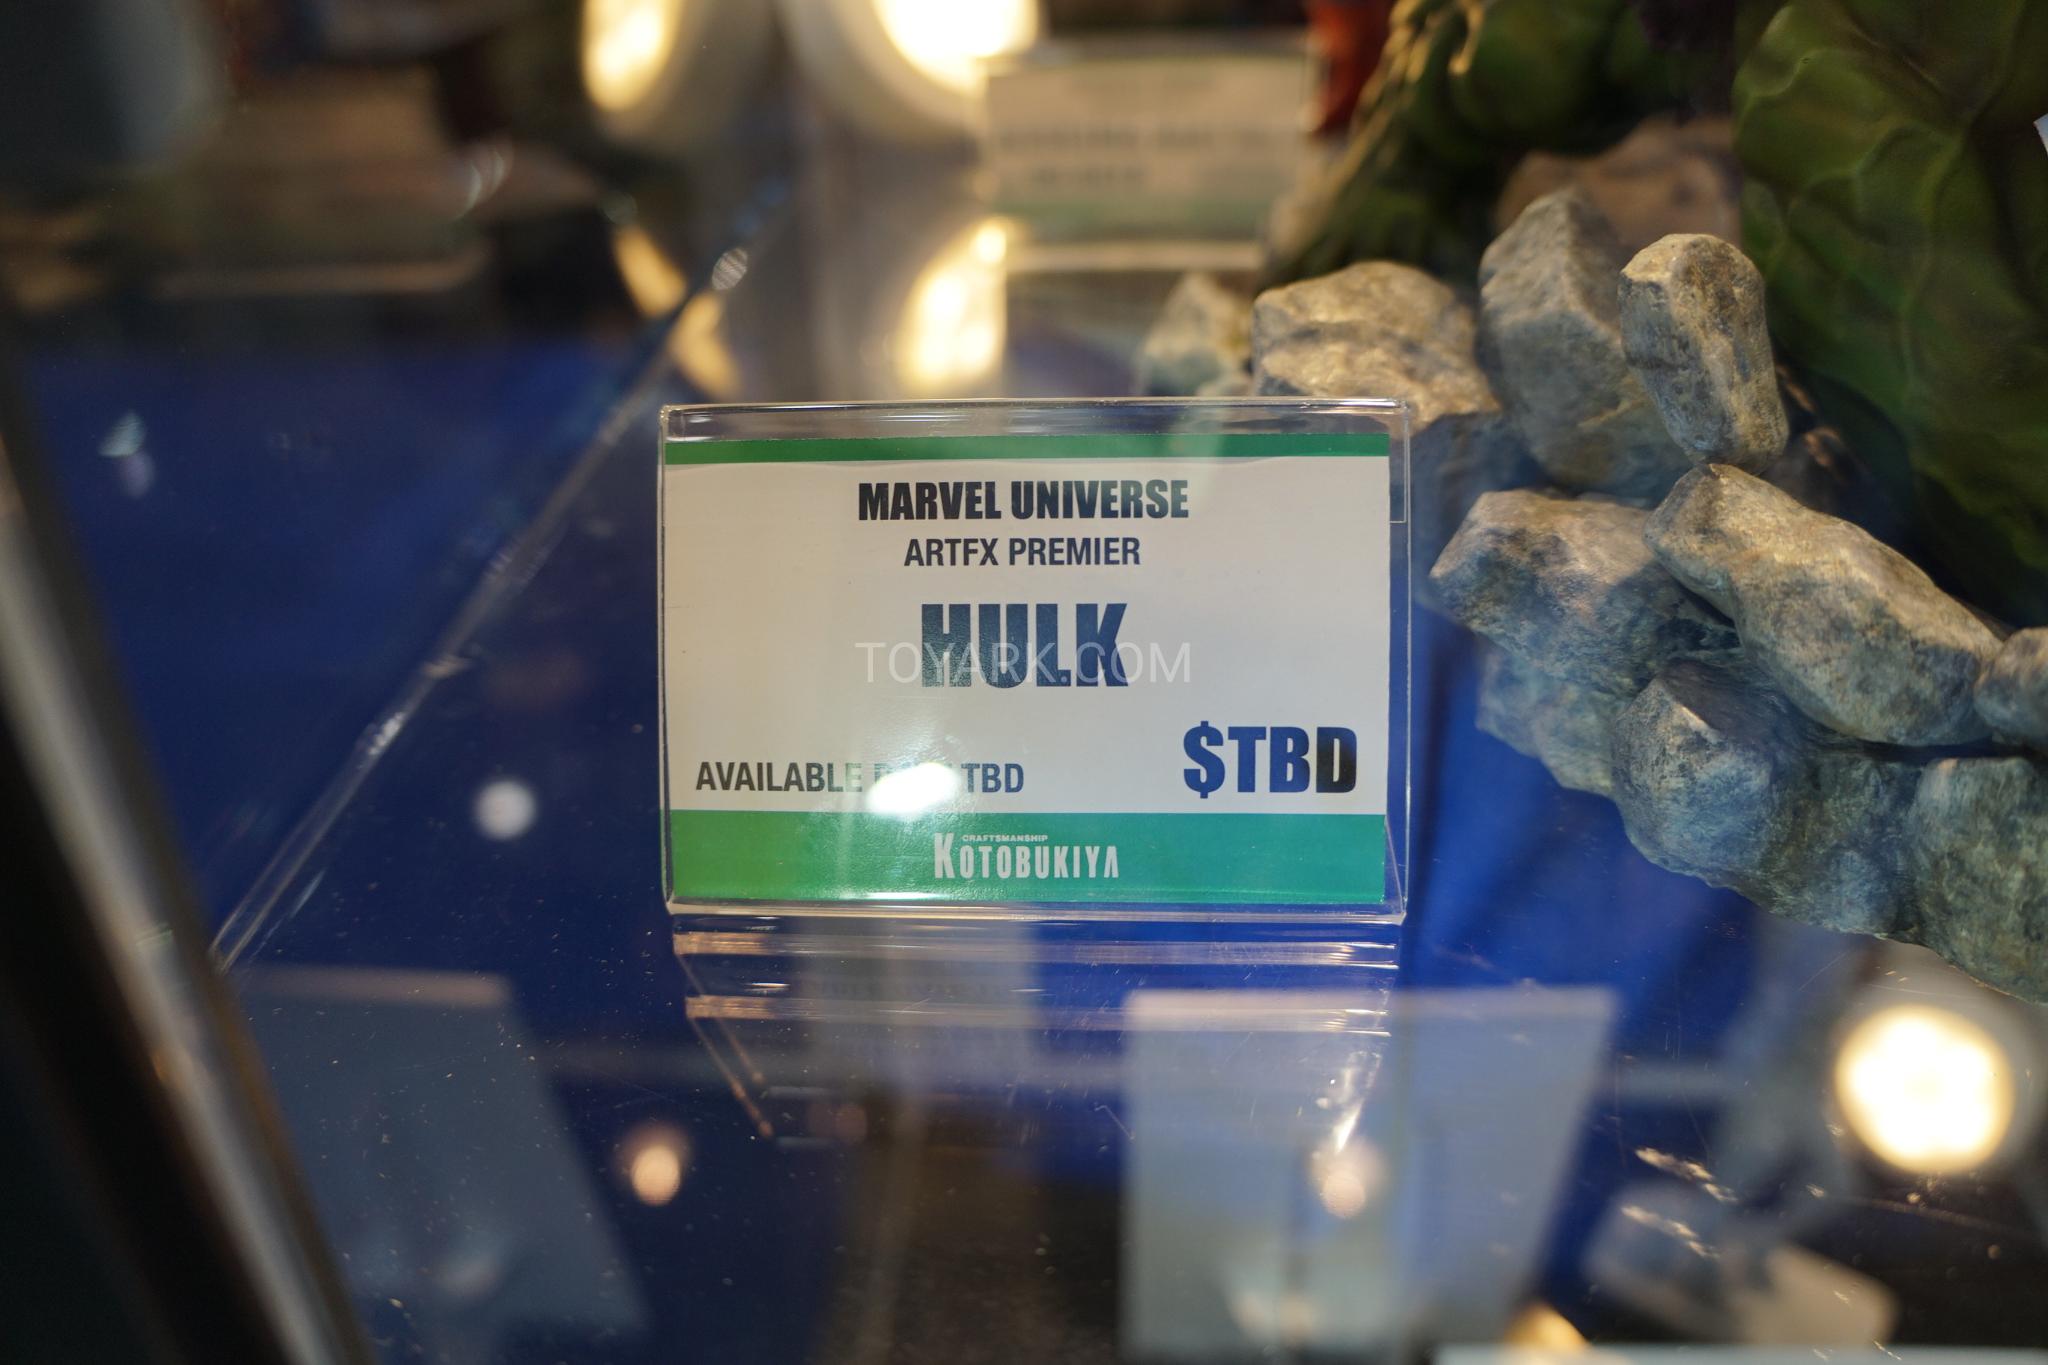 MARVEL UNIVERSE
ARTFX PREMIER
HULK
TOYARK.COM
AVAILABLE TBD
$TBD
CRAFTSMANSHIP
KOTOBUKIYA